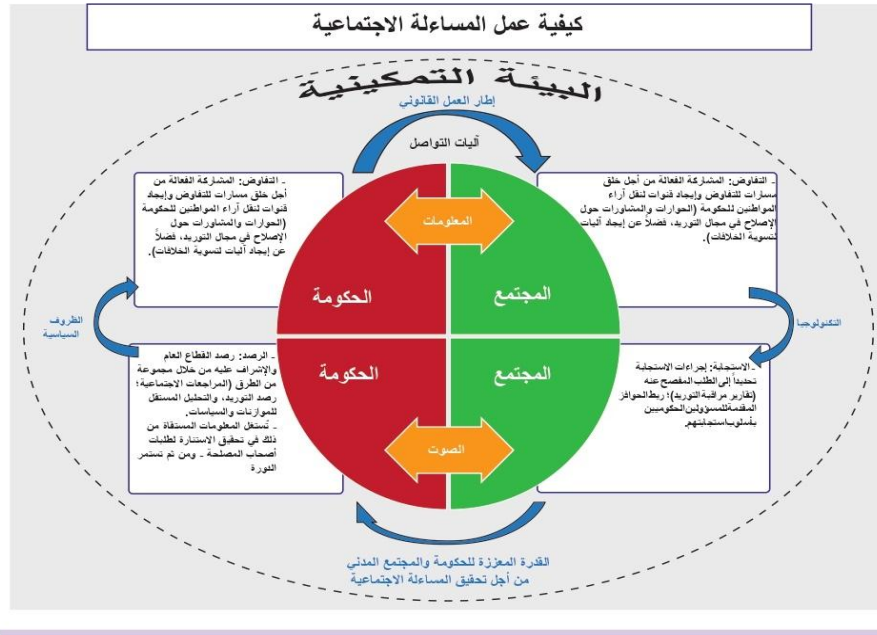 كيفية عمل المساءلة الاجتماعية
البيئة التمكينية
إطار العمل القانوني
آليات التواصل
ـ التفاوض: المشاركة الفعالة من أجل خلق
مسارات للتفاوض وإيجاد قنوات لنقل آراء
المواطنين للحكومة (الحوارات والمشاورات حول
الإصلاح في مجال التوريد، فضلاً عن إيجاد آليات
لتسوية الخلافات).
ـ التفاوض: المشاركة الفعالة من
أجل خلق مسارات للتفاوض وإيجاد
قنوات لنقل آراء المواطنين للحكومة
(الحوارات والمشاورات حول
الإصلاح في مجال التوريد، فضلاً
عن إيجاد آليات لتسوية الخلافات).
المعلومات
المجتمع
الحكومة
التكنولوجيا
الظروف
السياسية
المجتمع
الحكومة
الصوت
ـ الاستجابة: إجراءات الاستجابة
تحديداً إلى الطلب المفصح عنه
(تقارير مراقبة التوريد)؛ ربط الحوافز
المقدمة للمسؤولين الحكوميين
بأسلوب استجابتهم.
ـ الرصد: رصد القطاع العام
والإشراف عليه من خلال مجموعة
من الطرق (المراجعات الاجتماعية؛
رصد التوريد، والتحليل المستقل
للموازنات والسياسات.
ـ تُستغل المعلومات المستقاة من
ذلك في تحقيق الاستنارة لطلبات
أصحاب المصلحة ـ ومن ثم تستمر
الدورة
القدرة المعززة للحكومة والمجتمع المدني
من أجل تحقيق المساءلة الاجتماعية